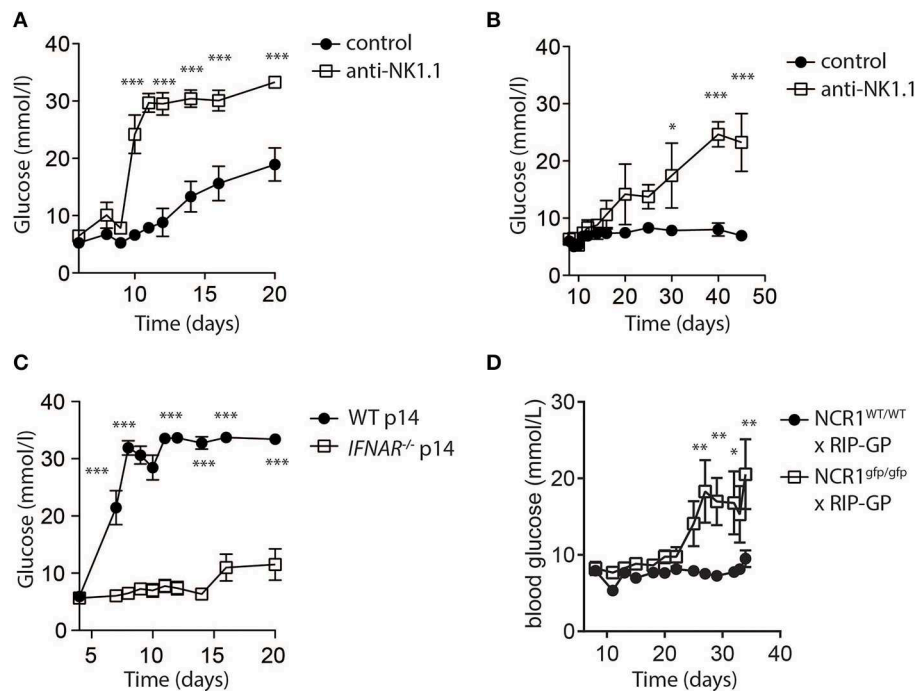 A
Glucose (mmol/l)
40
30
20
10
0
10
15
20
Time (days)
***
***
***
***
***
control
anti-NK1.1
B
Glucose (mmol/l)
40
30
20
10
0
10
20
30
40
50
Time (days)
*
***
***
control
anti-NK1.1
C
Glucose (mmol/l)
40
30
20
10
0
5
10
15
20
Time (days)
***
***
***
***
***
***
WT p14
IFNAR-/- p14
D
blood glucose (mmol/L)
30
20
10
0
10
20
30
40
Time (days)
**
**
*
**
NCR1WT/WT
x RIP-GP
NCR1gfp/gfp
x RIP-GP